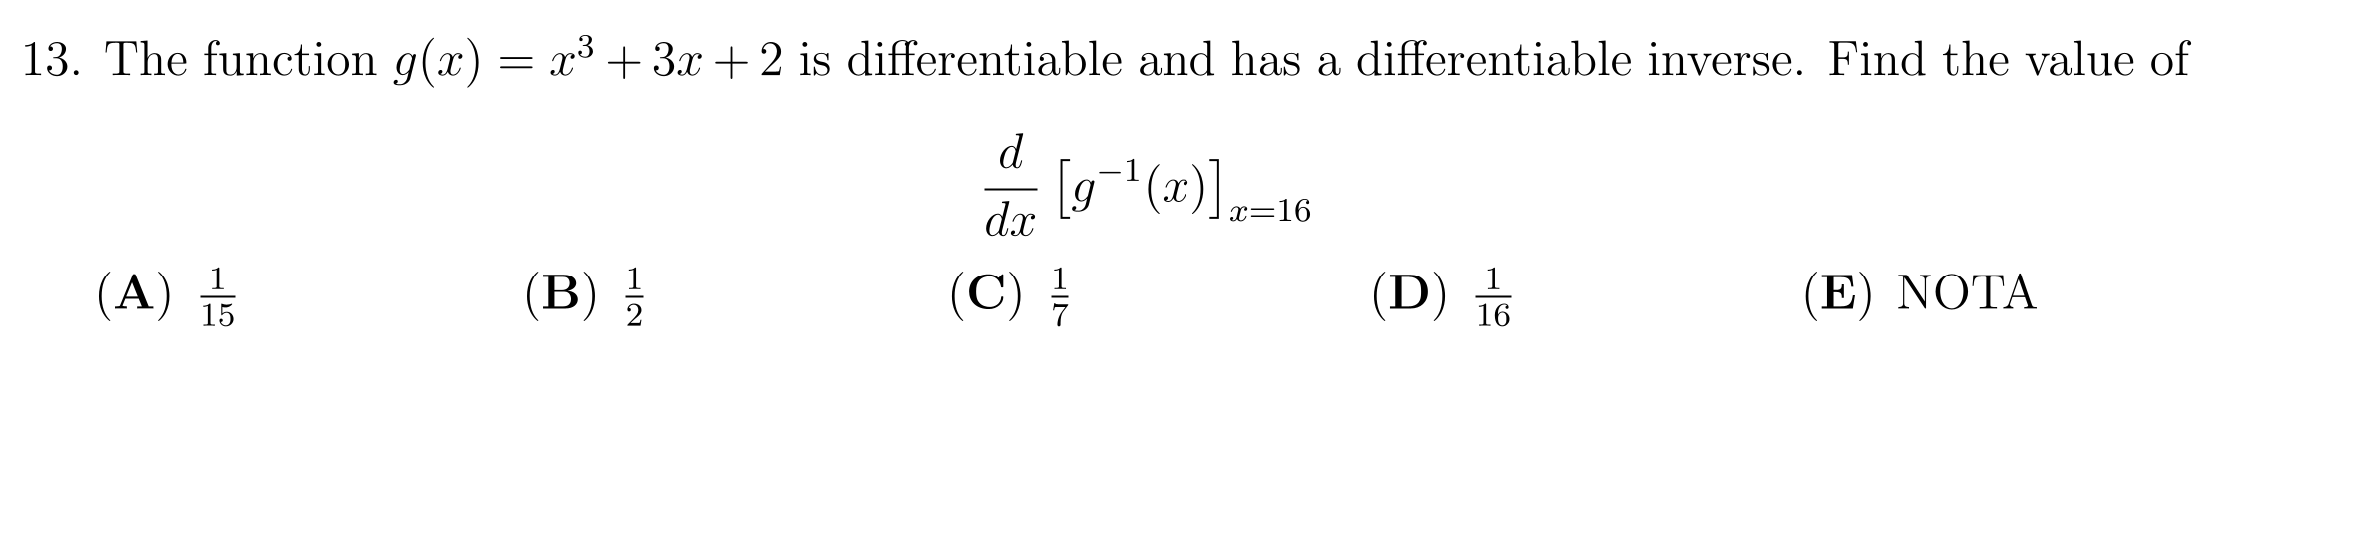 13. The function g(x) = x³ + 3x + 2 is differentiable and has a differentiable inverse. Find the value of
d/dx [g⁻¹(x)]ₓ₌₁₆
(A) 1/15 (B) 1/2 (C) 1/7 (D) 1/16 (E) NOTA